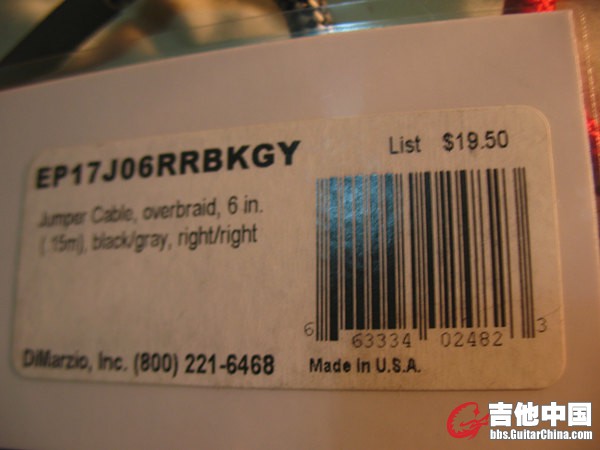 EP17J06RRBKGY
List $19.50
Jumper Cable, overbraid, 6 in.
(.15m), black/gray, right/right
6 63334 02482 3
DiMarzio, Inc. (800) 221-6468
Made in U.S.A.
吉他中国
bbs.GuitarChina.com